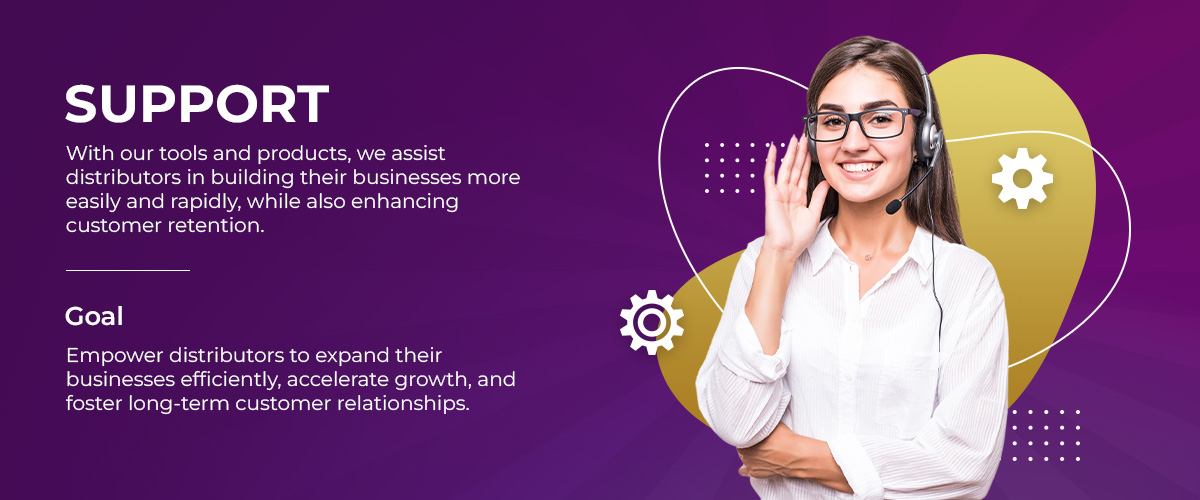 SUPPORT
With our tools and products, we assist
distributors in building their businesses more
easily and rapidly, while also enhancing
customer retention.
Goal
Empower distributors to expand their
businesses efficiently, accelerate growth, and
foster long-term customer relationships.